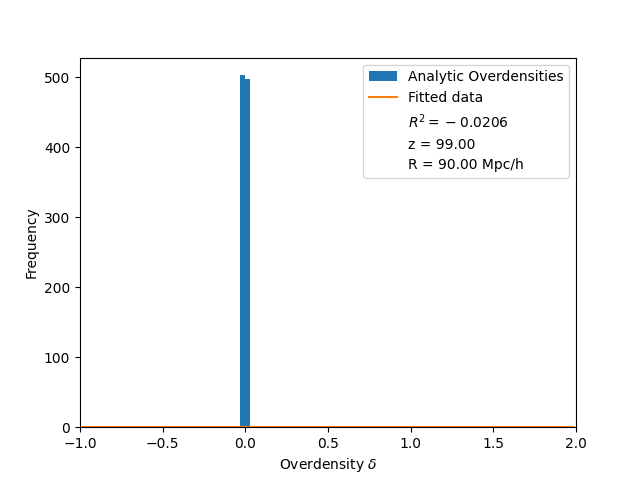 Analytic Overdensities
Fitted data
R² = −0.0206
z = 99.00
R = 90.00 Mpc/h
500
400
300
200
100
0
Frequency
−1.0 −0.5 0.0 0.5 1.0 1.5 2.0
Overdensity δ